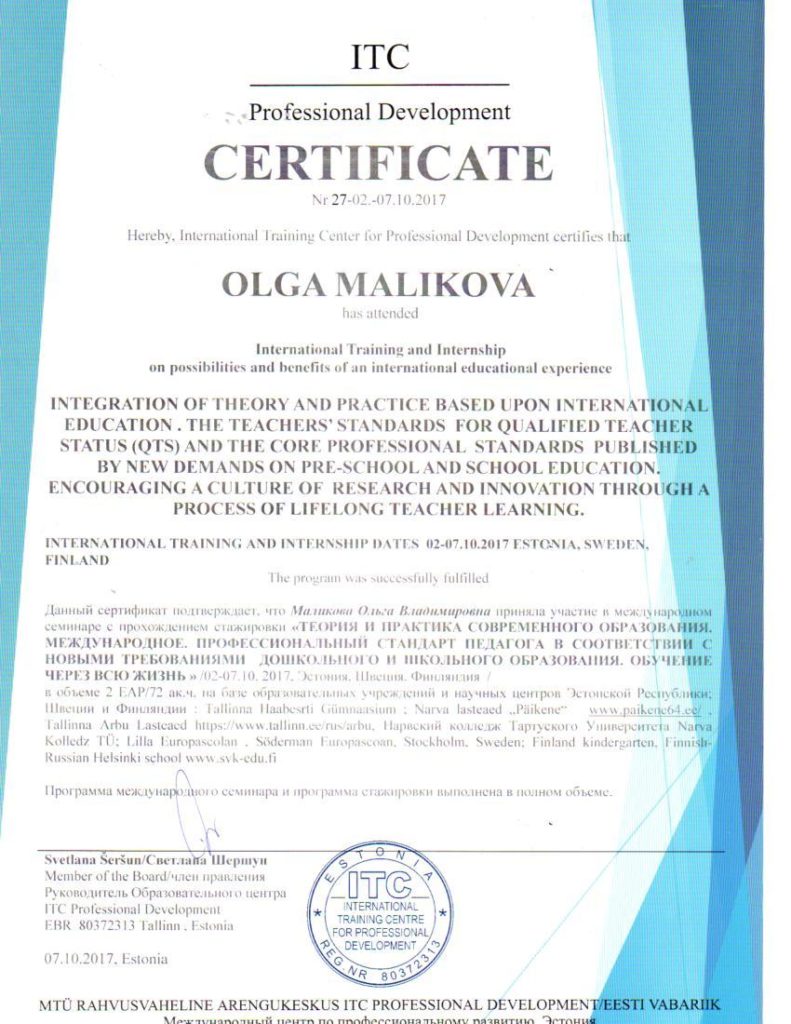 ITC
Professional Development
CERTIFICATE
Nr 27-02.-07.10.2017
Hereby, International Training Center for Professional Development certifies that
OLGA MALIKOVA
has attended
International Training and Internship
on possibilities and benefits of an international educational experience
INTEGRATION OF THEORY AND PRACTICE BASED UPON INTERNATIONAL
EDUCATION . THE TEACHERS' STANDARDS FOR QUALIFIED TEACHER
STATUS (QTS) AND THE CORE PROFESSIONAL STANDARDS PUBLISHED
BY NEW DEMANDS ON PRE-SCHOOL AND SCHOOL EDUCATION.
ENCOURAGING A CULTURE OF RESEARCH AND INNOVATION THROUGH A
PROCESS OF LIFELONG TEACHER LEARNING.
INTERNATIONAL TRAINING AND INTERNSHIP DATES 02-07.10.2017 ESTONIA, SWEDEN,
FINLAND
The program was successfully fulfilled
Данный сертификат подтверждает, что Маликова Ольга Владимировна приняла участие в международном
семинаре с прохождением стажировки «ТЕОРИЯ И ПРАКТИКА СОВРЕМЕННОГО ОБРАЗОВАНИЯ.
МЕЖДУНАРОДНОЕ. ПРОФЕССИОНАЛЬНЫЙ СТАНДАРТ ПЕДАГОГА В СООТВЕТСТВИИ С
НОВЫМИ ТРЕБОВАНИЯМИ ДОШКОЛЬНОГО И ШКОЛЬНОГО ОБРАЗОВАНИЯ. ОБУЧЕНИЕ
ЧЕРЕЗ ВСЮ ЖИЗНЬ » /02-07.10. 2017, Эстония, Швеция, Финляндия /
в объеме 2 EAP/72 ак.ч. на базе образовательных учреждений и научных центров Эстонской Республики;
Швеции и Финляндии : Tallinna Haabesrti Gümnaasium ; Narva lasteaed „Päikene" www.paikene64.ee/ .
Tallinna Arbu Lastcaed https://www.tallinn.ee/rus/arbu, Нарвский колледж Тартуского Университета Narva
Kolledz TÜ; Lilla Europascolan , Söderman Europascoan, Stockholm, Sweden; Finland kindergarten, Finnish-
Russian Helsinki school www.svk-edu.fi
Программа международного семинара и программа стажировки выполнена в полном объеме.
Svetlana Šeršun/Светлана Шершун
Member of the Board/член правления
Руководитель Образовательного центра
ITC Professional Development
EBR 80372313 Tallinn , Estonia
07.10.2017, Estonia
ESTONIA
ITC
INTERNATIONAL
TRAINING CENTRE
FOR PROFESSIONAL
DEVELOPMENT
REG.NR 80372313
MTÜ RAHVUSVAHELINE ARENGUKESKUS ITC PROFESSIONAL DEVELOPMENT/EESTI VABARIIK
Международный центр по профессиональному развитию, Эстония